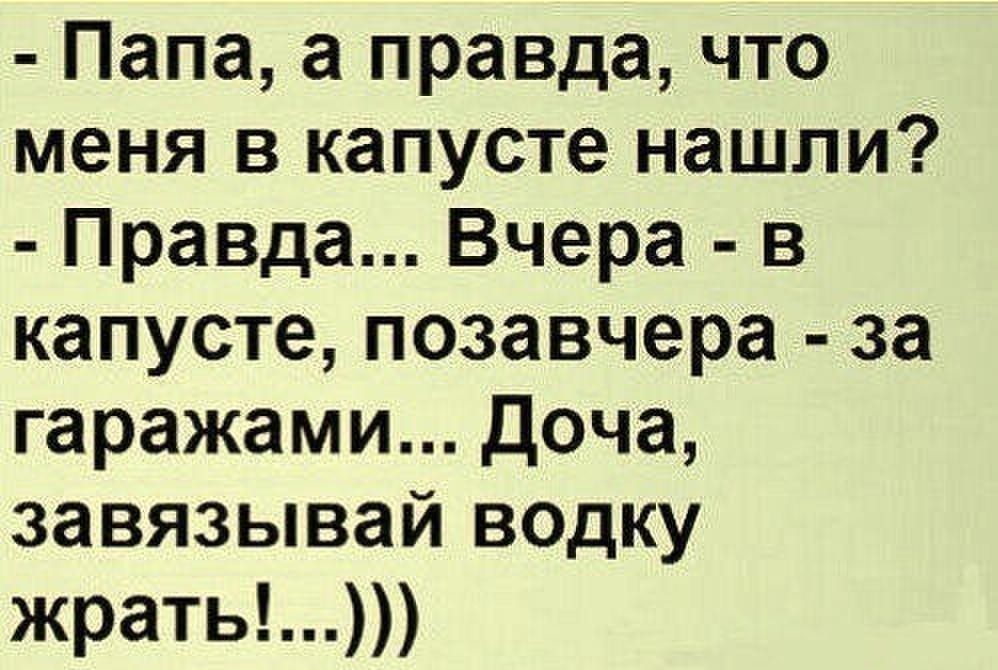 - Папа, а правда, что
меня в капусте нашли?
- Правда... Вчера - в
капусте, позавчера - за
гаражами... Доча,
завязывай водку
жрать!...)))